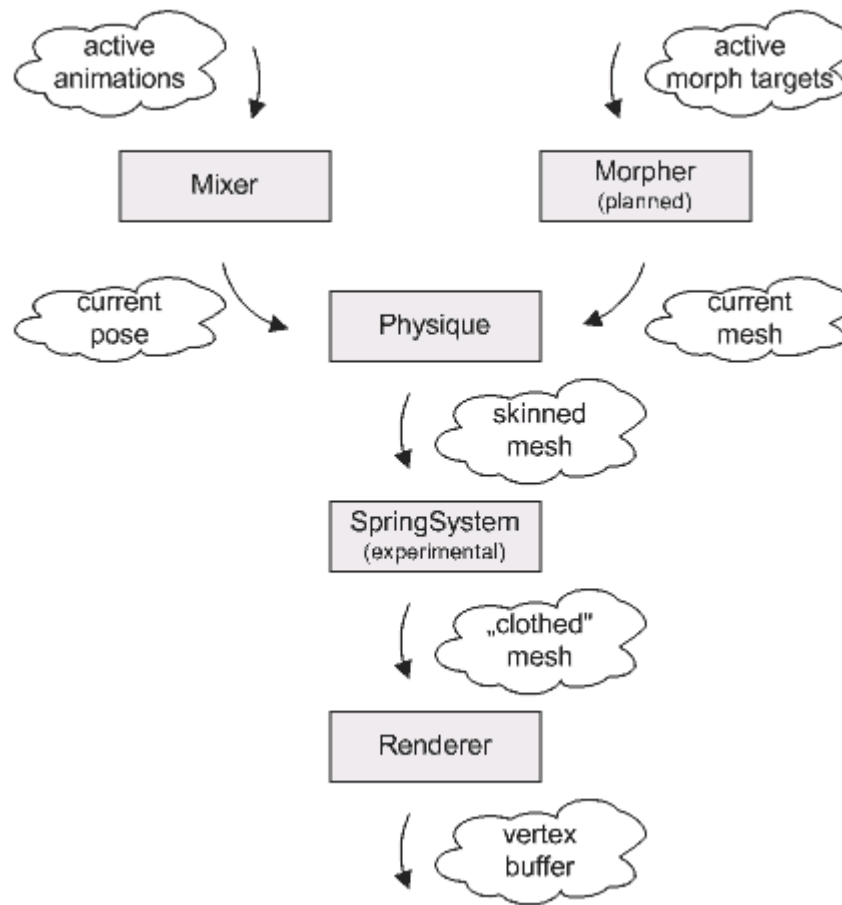 active
animations
active
morph targets
Mixer
Morpher
(planned)
current
pose
Physique
current
mesh
skinned
mesh
SpringSystem
(experimental)
„clothed"
mesh
Renderer
vertex
buffer